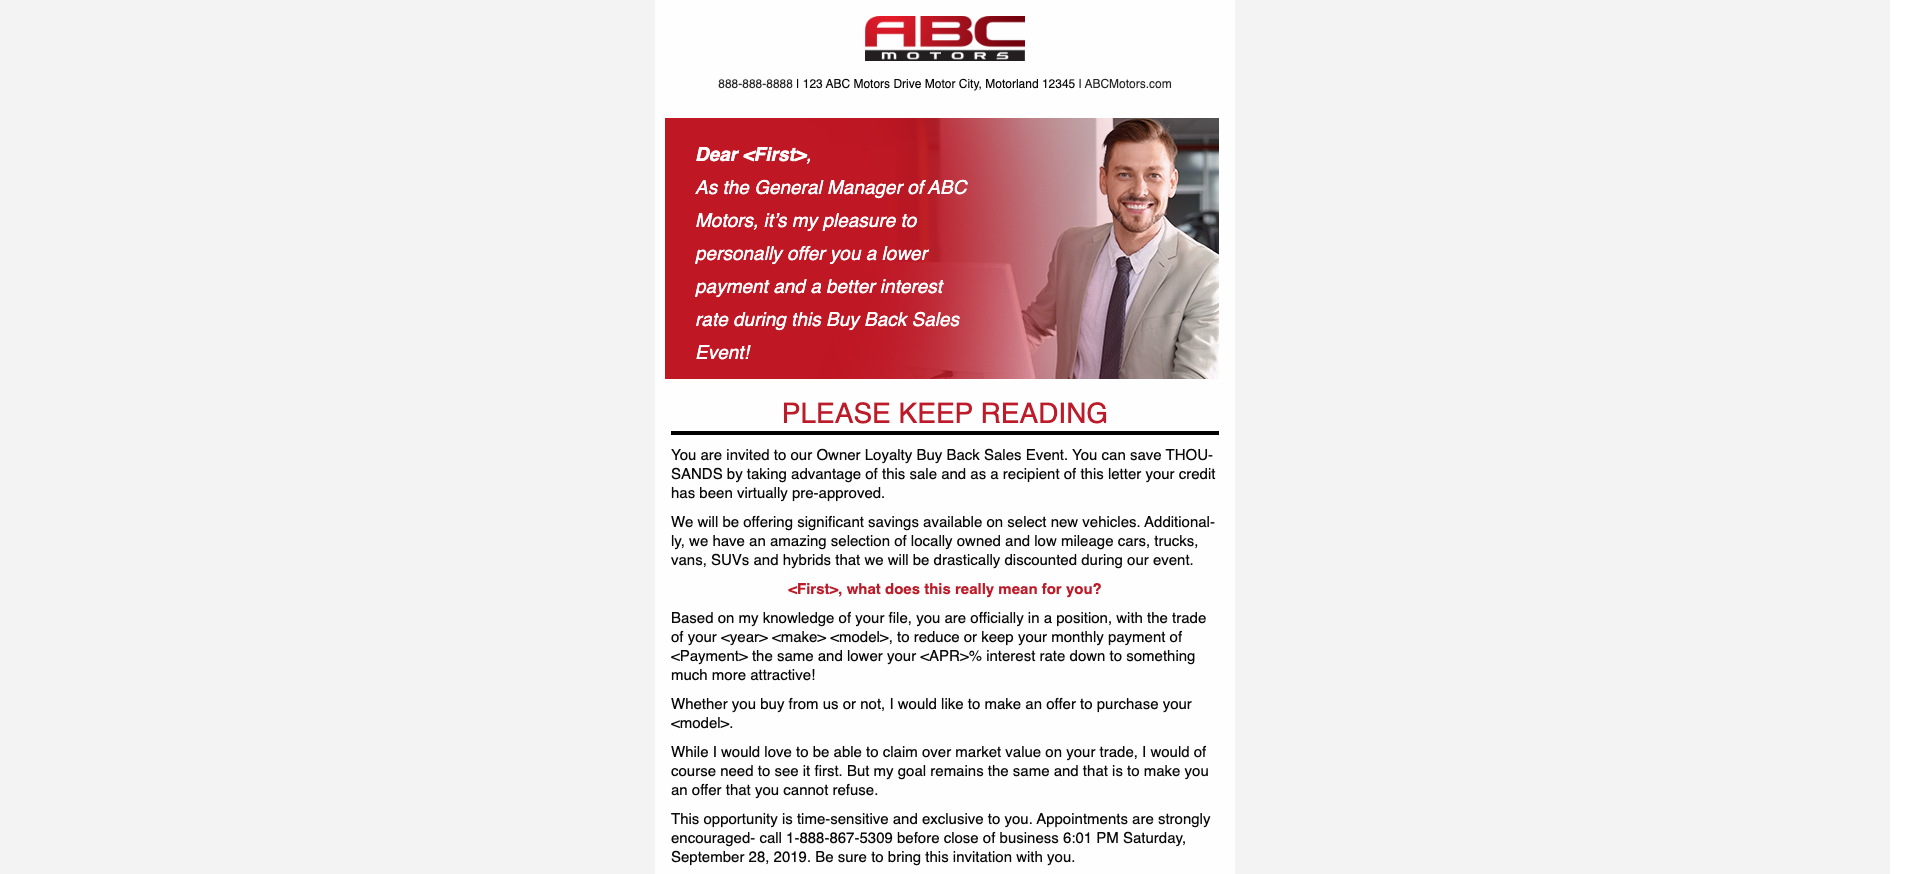 ABC
MOTORS
888-888-8888 | 123 ABC Motors Drive Motor City, Motorland 12345 | ABCMotors.com
Dear <First>,
As the General Manager of ABC
Motors, it's my pleasure to
personally offer you a lower
payment and a better interest
rate during this Buy Back Sales
Event!
PLEASE KEEP READING
You are invited to our Owner Loyalty Buy Back Sales Event. You can save THOU-
SANDS by taking advantage of this sale and as a recipient of this letter your credit
has been virtually pre-approved.
We will be offering significant savings available on select new vehicles. Additional-
ly, we have an amazing selection of locally owned and low mileage cars, trucks,
vans, SUVs and hybrids that we will be drastically discounted during our event.
<First>, what does this really mean for you?
Based on my knowledge of your file, you are officially in a position, with the trade
of your <year> <make> <model>, to reduce or keep your monthly payment of
<Payment> the same and lower your <APR>% interest rate down to something
much more attractive!
Whether you buy from us or not, I would like to make an offer to purchase your
<model>.
While I would love to be able to claim over market value on your trade, I would of
course need to see it first. But my goal remains the same and that is to make you
an offer that you cannot refuse.
This opportunity is time-sensitive and exclusive to you. Appointments are strongly
encouraged- call 1-888-867-5309 before close of business 6:01 PM Saturday,
September 28, 2019. Be sure to bring this invitation with you.